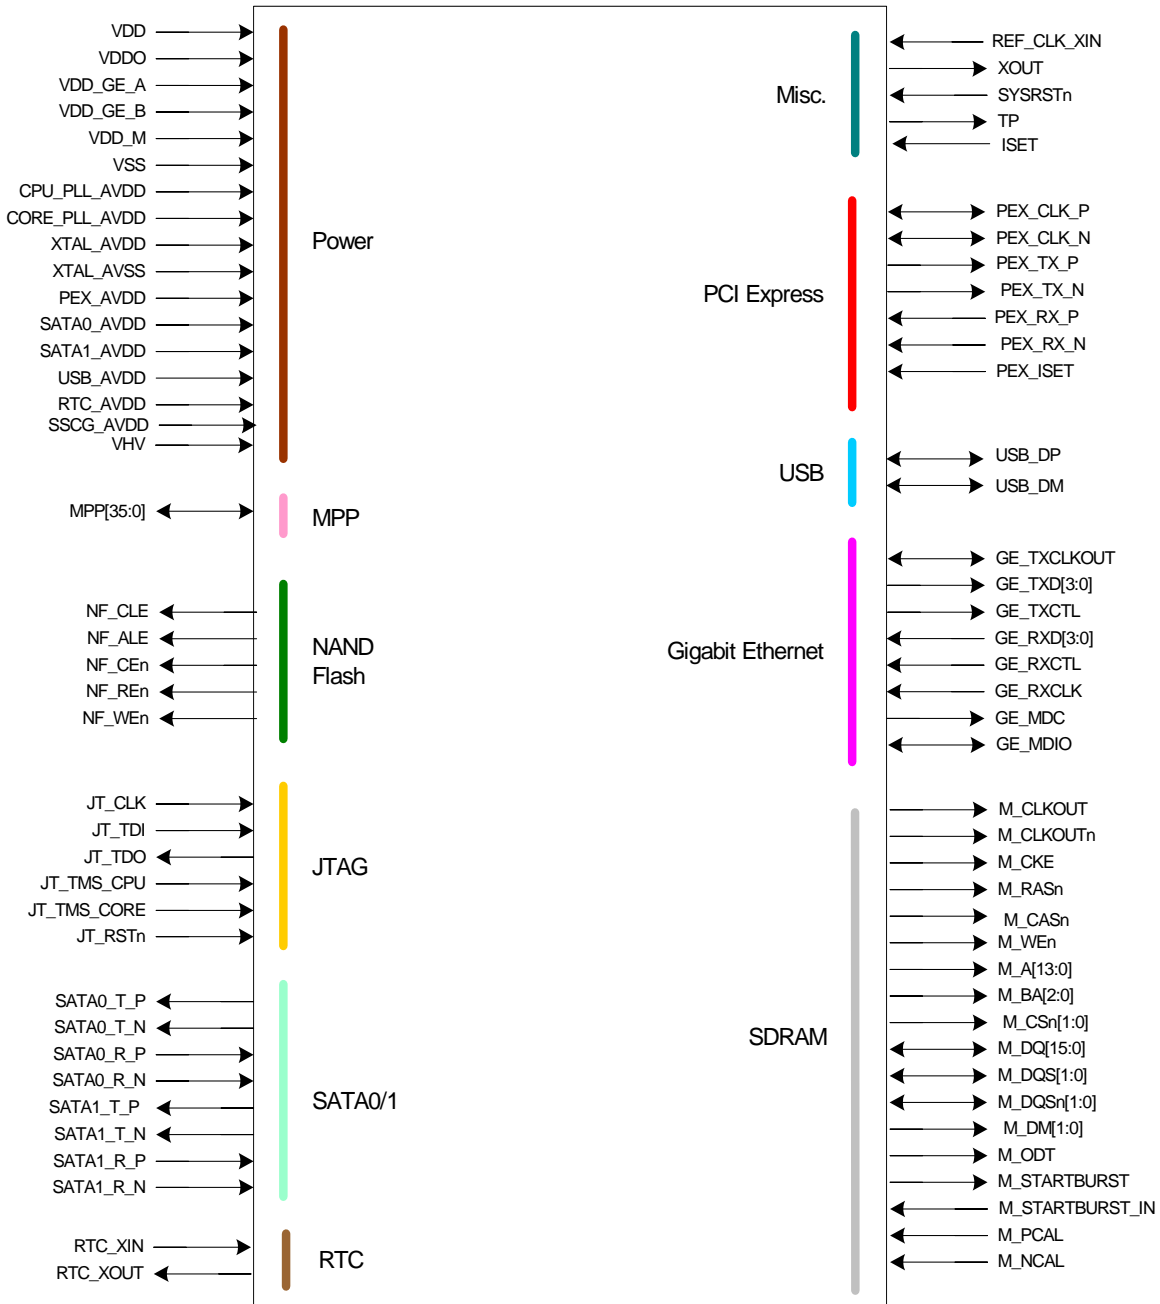 VDD
VDDO
VDD_GE_A
VDD_GE_B
VDD_M
VSS
CPU_PLL_AVDD
CORE_PLL_AVDD
XTAL_AVDD
XTAL_AVSS
PEX_AVDD
SATA0_AVDD
SATA1_AVDD
USB_AVDD
RTC_AVDD
SSCG_AVDD
VHV
Power
MPP[35:0]
MPP
NF_CLE
NF_ALE
NF_CEn
NF_REn
NF_WEn
NAND
Flash
JT_CLK
JT_TDI
JT_TDO
JT_TMS_CPU
JT_TMS_CORE
JT_RSTn
JTAG
SATA0_T_P
SATA0_T_N
SATA0_R_P
SATA0_R_N
SATA1_T_P
SATA1_T_N
SATA1_R_P
SATA1_R_N
SATA0/1
RTC_XIN
RTC_XOUT
RTC
Misc.
REF_CLK_XIN
XOUT
SYSRSTn
TP
ISET
PCI Express
PEX_CLK_P
PEX_CLK_N
PEX_TX_P
PEX_TX_N
PEX_RX_P
PEX_RX_N
PEX_ISET
USB
USB_DP
USB_DM
Gigabit Ethernet
GE_TXCLKOUT
GE_TXD[3:0]
GE_TXCTL
GE_RXD[3:0]
GE_RXCTL
GE_RXCLK
GE_MDC
GE_MDIO
SDRAM
M_CLKOUT
M_CLKOUTn
M_CKE
M_RASn
M_CASn
M_WEn
M_A[13:0]
M_BA[2:0]
M_CSn[1:0]
M_DQ[15:0]
M_DQS[1:0]
M_DQSn[1:0]
M_DM[1:0]
M_ODT
M_STARTBURST
M_STARTBURST_IN
M_PCAL
M_NCAL